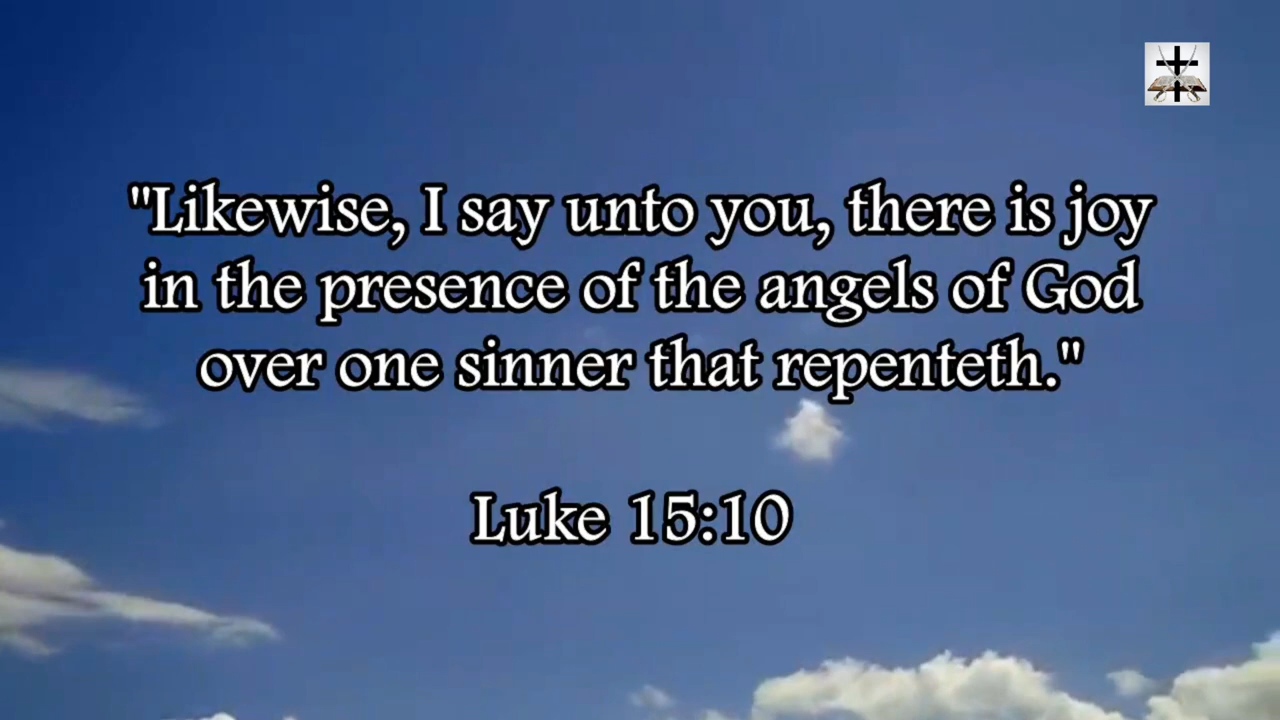 "Likewise, I say unto you, there is joy
in the presence of the angels of God
over one sinner that repenteth."
Luke 15:10